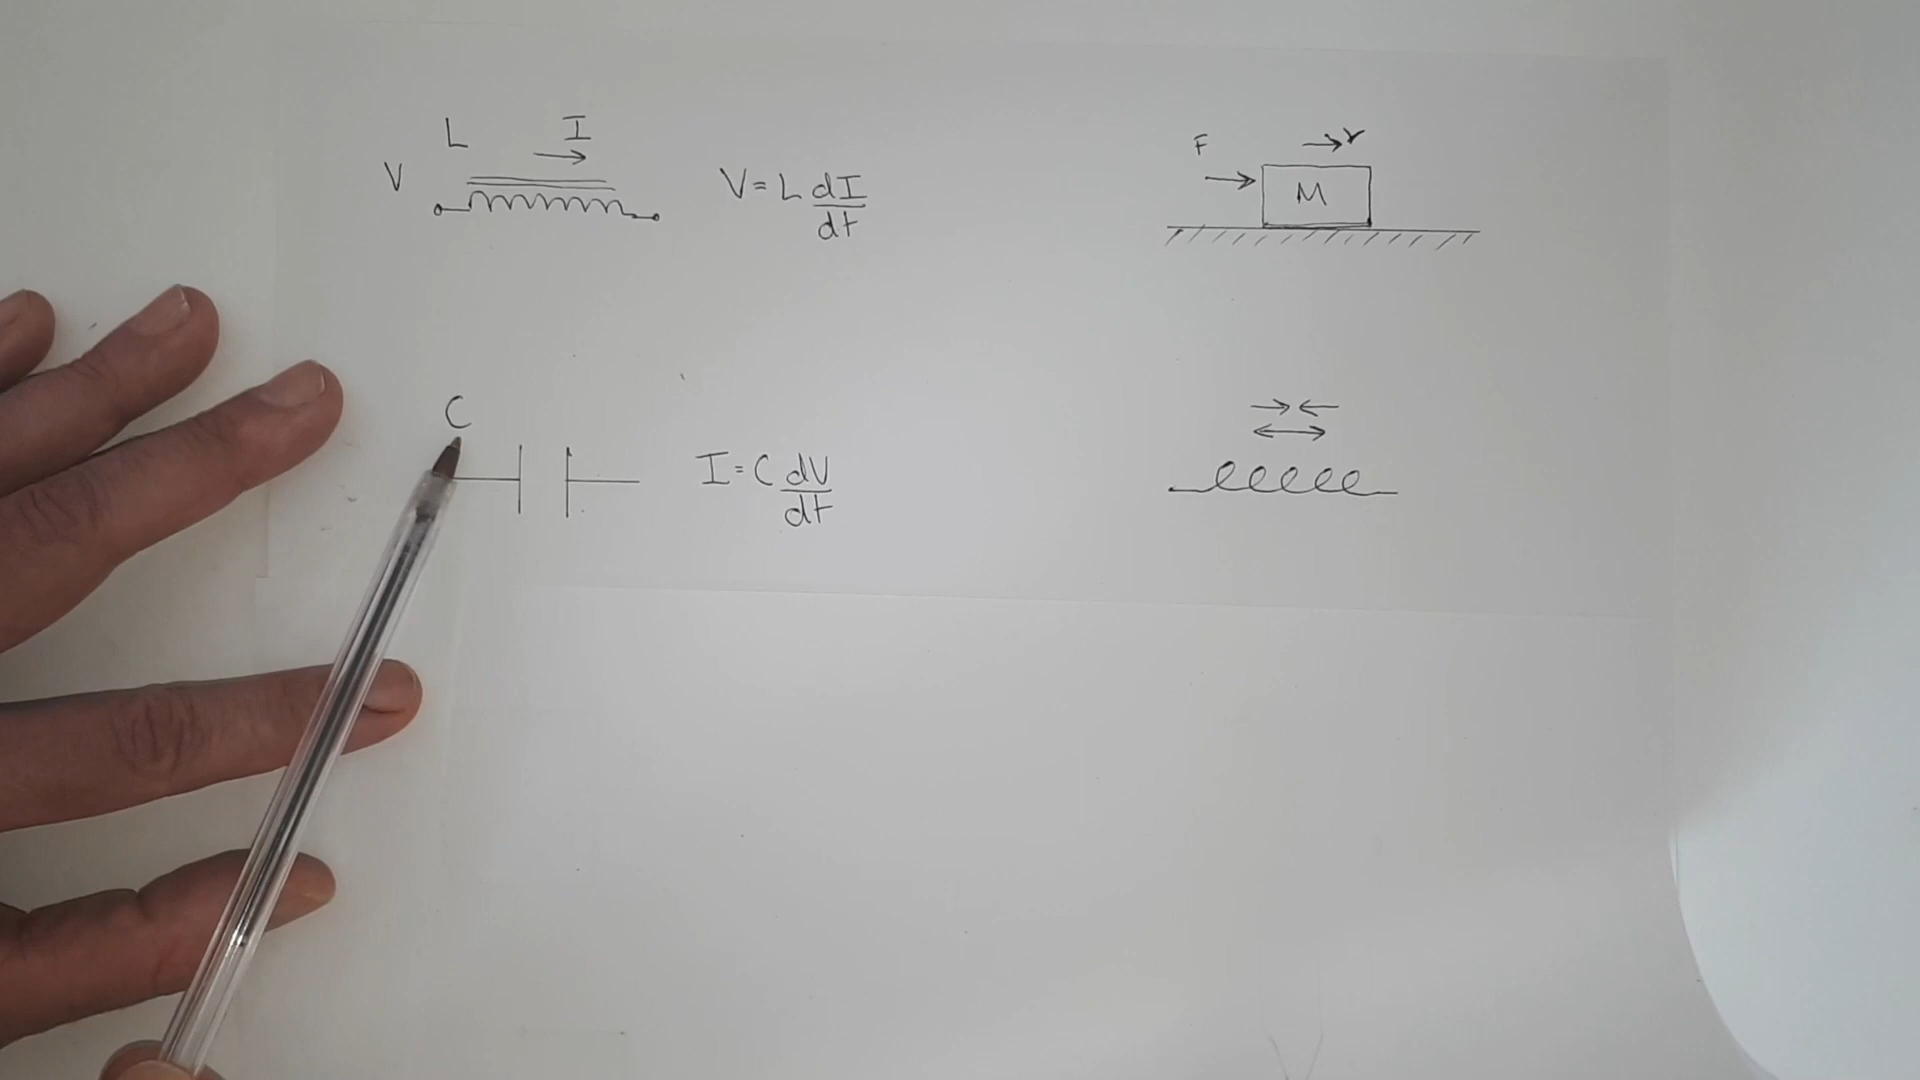 L I
V
V = L dI/dt
F v
M
C
I = C dV/dt